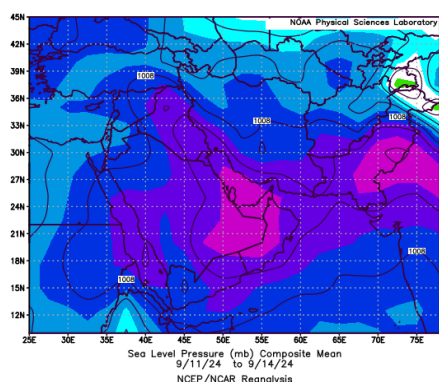 NOAA Physical Sciences Laboratory
45N
42N
39N
36N
33N
30N
27N
24N
21N
18N
15N
12N
1008
1008
1008
1008
1008
1008
1008
25E 30E 35E 40E 45E 50E 55E 60E 65E 70E 75E
Sea Level Pressure (mb) Composite Mean
9/11/24 to 9/14/24
NCEP/NCAR Reanalysis